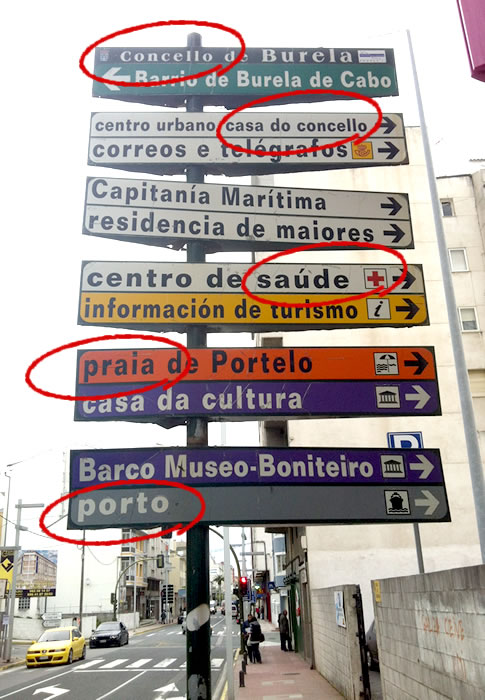 Concello de Burela
Barrio de Burela de Cabo
centro urbano casa do concello
correos e telégrafos
Capitanía Marítima
residencia de maiores
centro de saúde
información de turismo
i
praia de Portelo
casa da cultura
P
Barco Museo-Boniteiro
porto